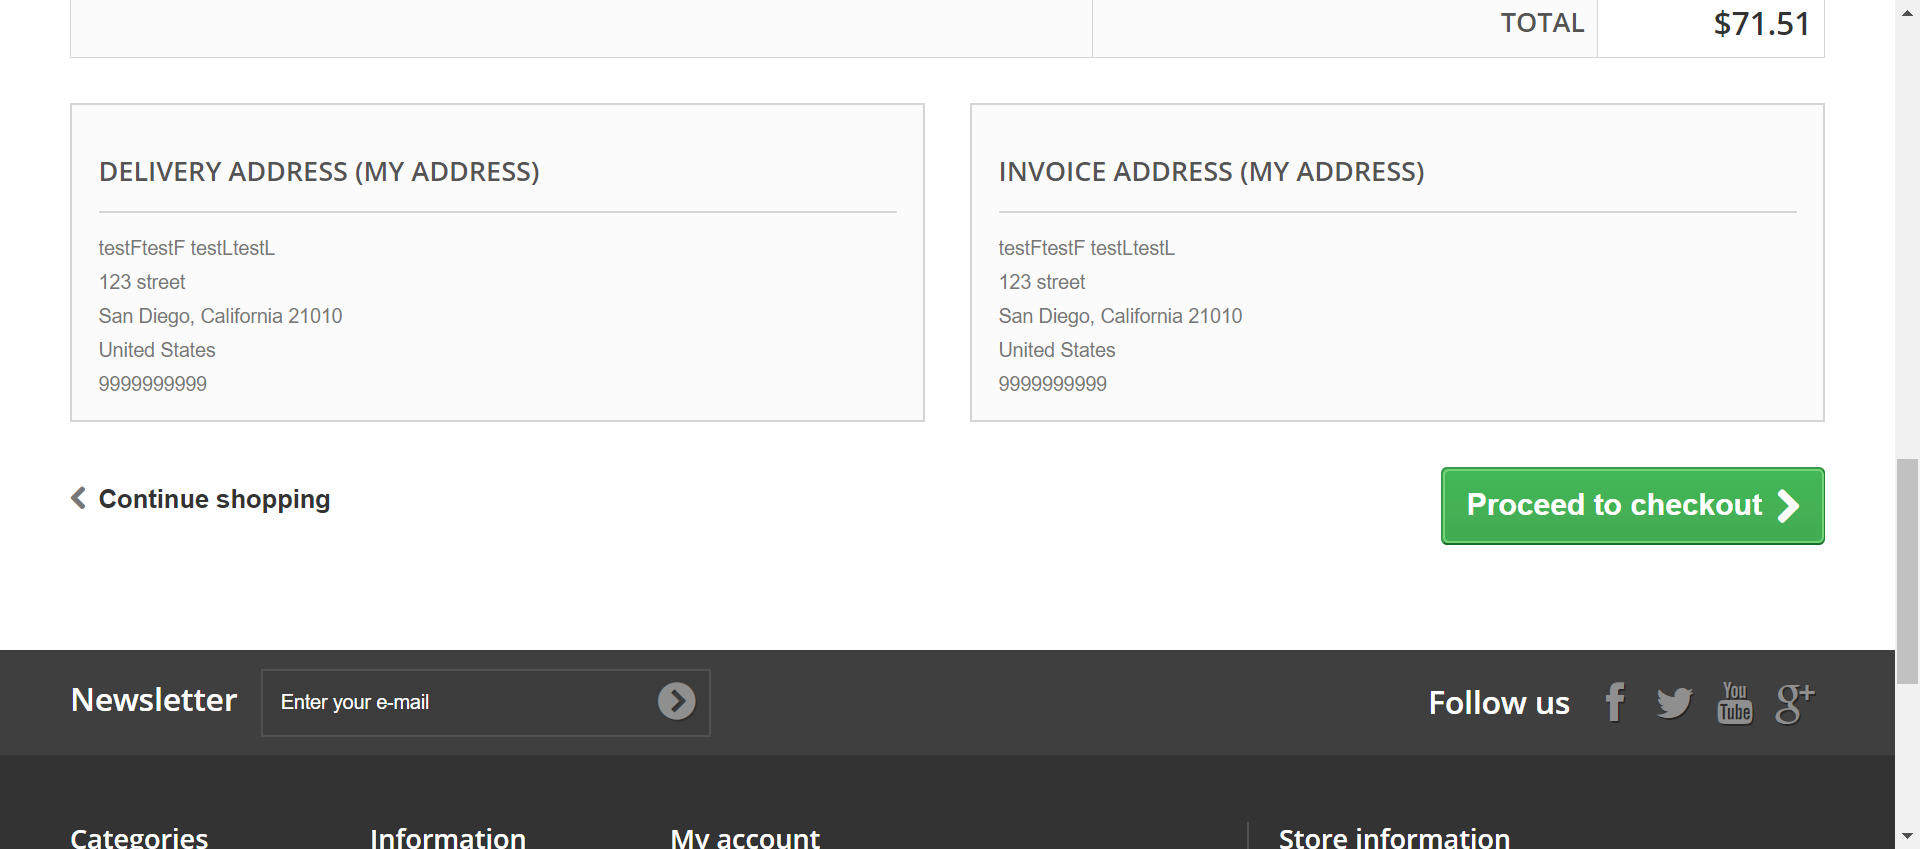 TOTAL $71.51
DELIVERY ADDRESS (MY ADDRESS)
testFtestF testLtestL
123 street
San Diego, California 21010
United States
9999999999
INVOICE ADDRESS (MY ADDRESS)
testFtestF testLtestL
123 street
San Diego, California 21010
United States
9999999999
Continue shopping
Proceed to checkout
Newsletter
Enter your e-mail
Follow us
You
Tube
g+
Categories
Information
My account
Store information